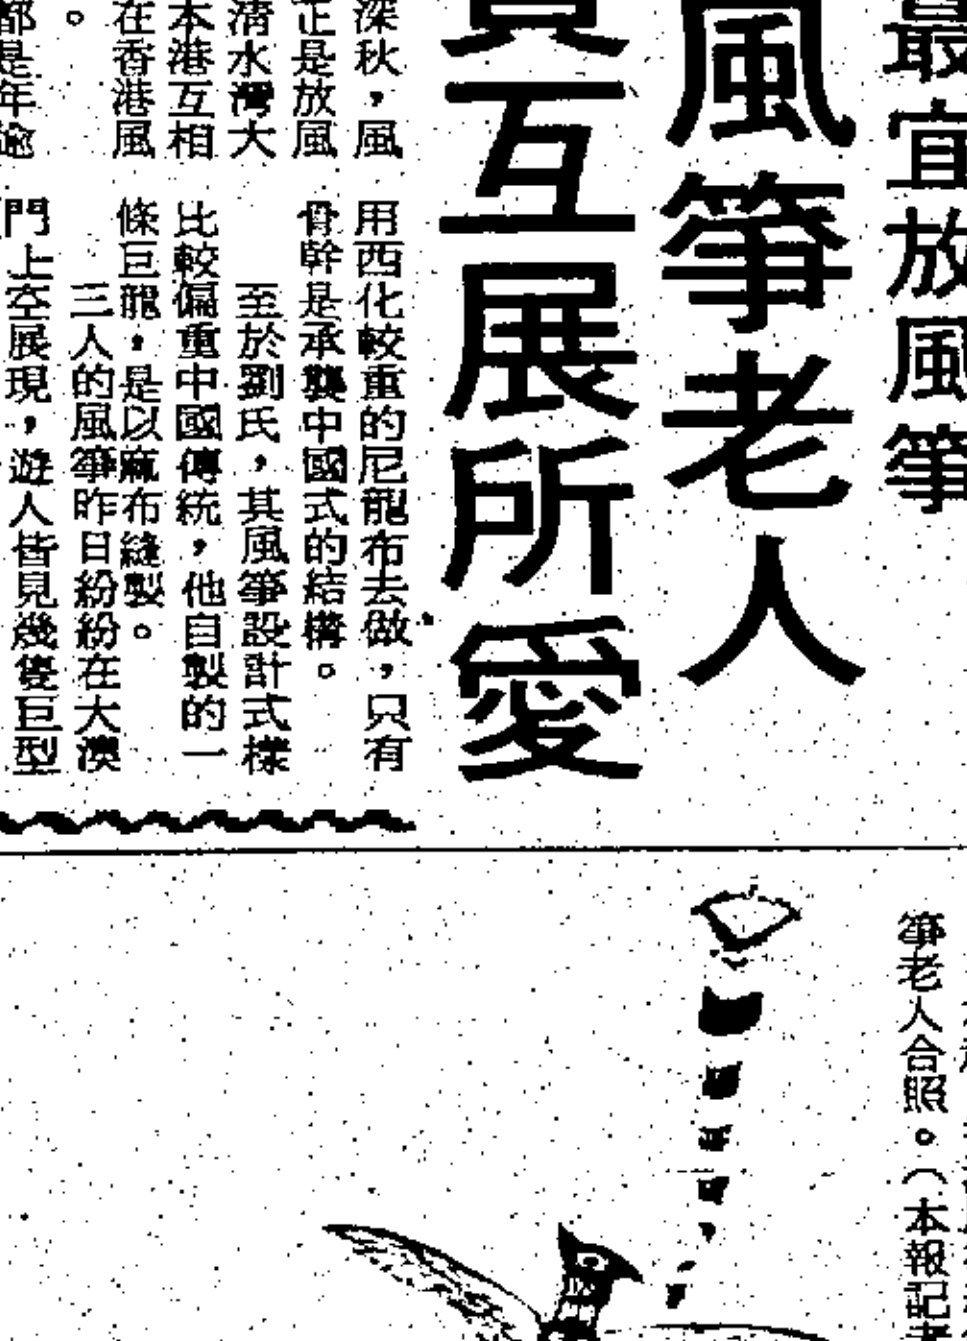 最宜放風箏
風箏老人
互展所愛
深秋，風
正是放風
清水灣大
本港互相
在香港風
。
都是年逾
用西化較重的尼龍布去做，只有
骨幹是承襲中國式的結構。
至於劉氏，其風箏設計式樣
比較偏重中國傳統，他自製的一
條巨龍，是以麻布縫製。
三人的風箏昨日紛紛在大澳
門上空展現，遊人皆見幾隻巨型
箏老人合照。（本報記者